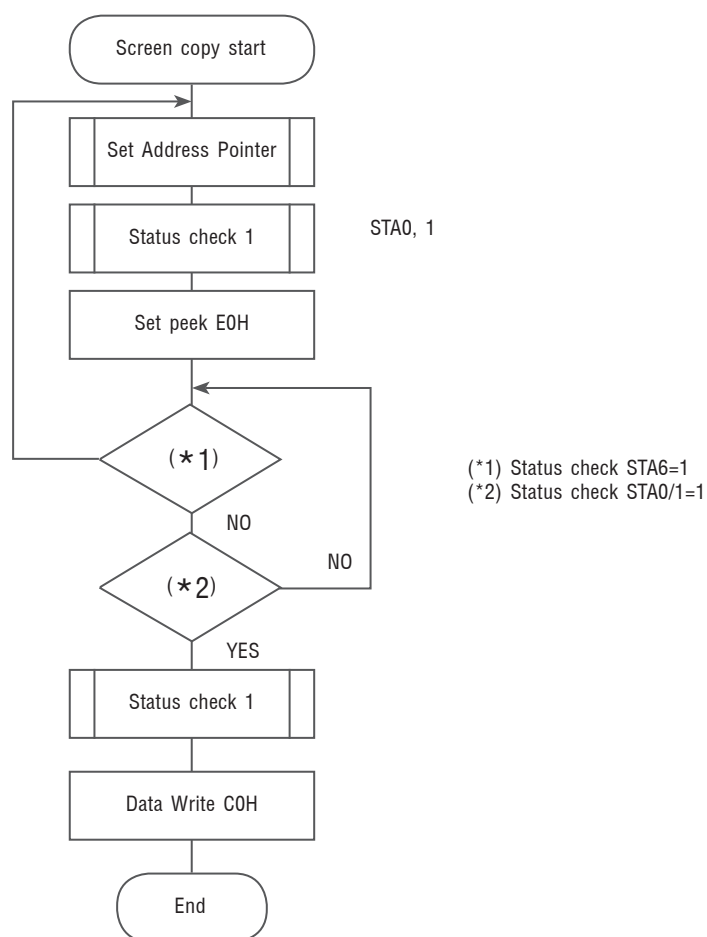 Screen copy start
Set Address Pointer
Status check 1
STA0, 1
Set peek E0H
(*1)
(*1) Status check STA6=1
(*2) Status check STA0/1=1
NO
NO
(*2)
YES
Status check 1
Data Write C0H
End